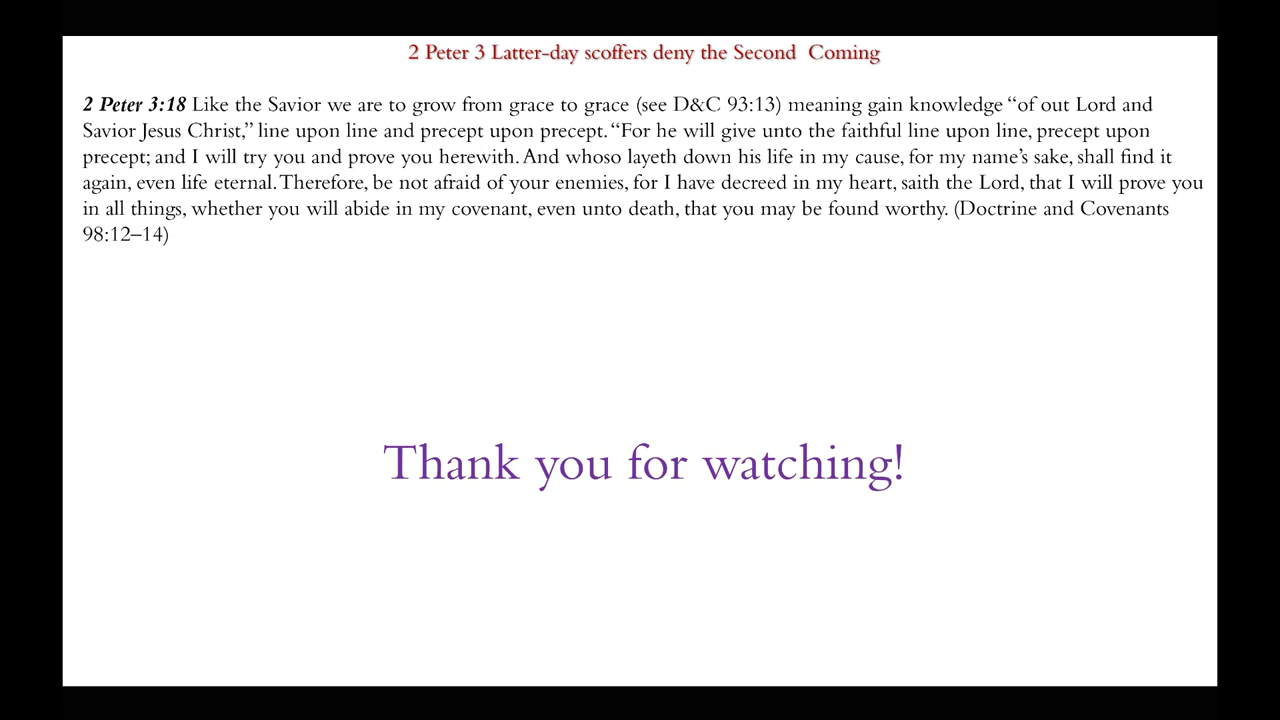 2 Peter 3 Latter-day scoffers deny the Second  Coming
2 Peter 3:18 Like the Savior we are to grow from grace to grace (see D&C 93:13) meaning gain knowledge “of out Lord and
Savior Jesus Christ,” line upon line and precept upon precept. “For he will give unto the faithful line upon line, precept upon
precept; and I will try you and prove you herewith. And whoso layeth down his life in my cause, for my name’s sake, shall find it
again, even life eternal. Therefore, be not afraid of your enemies, for I have decreed in my heart, saith the Lord, that I will prove you
in all things, whether you will abide in my covenant, even unto death, that you may be found worthy. (Doctrine and Covenants
98:12–14)
Thank you for watching!